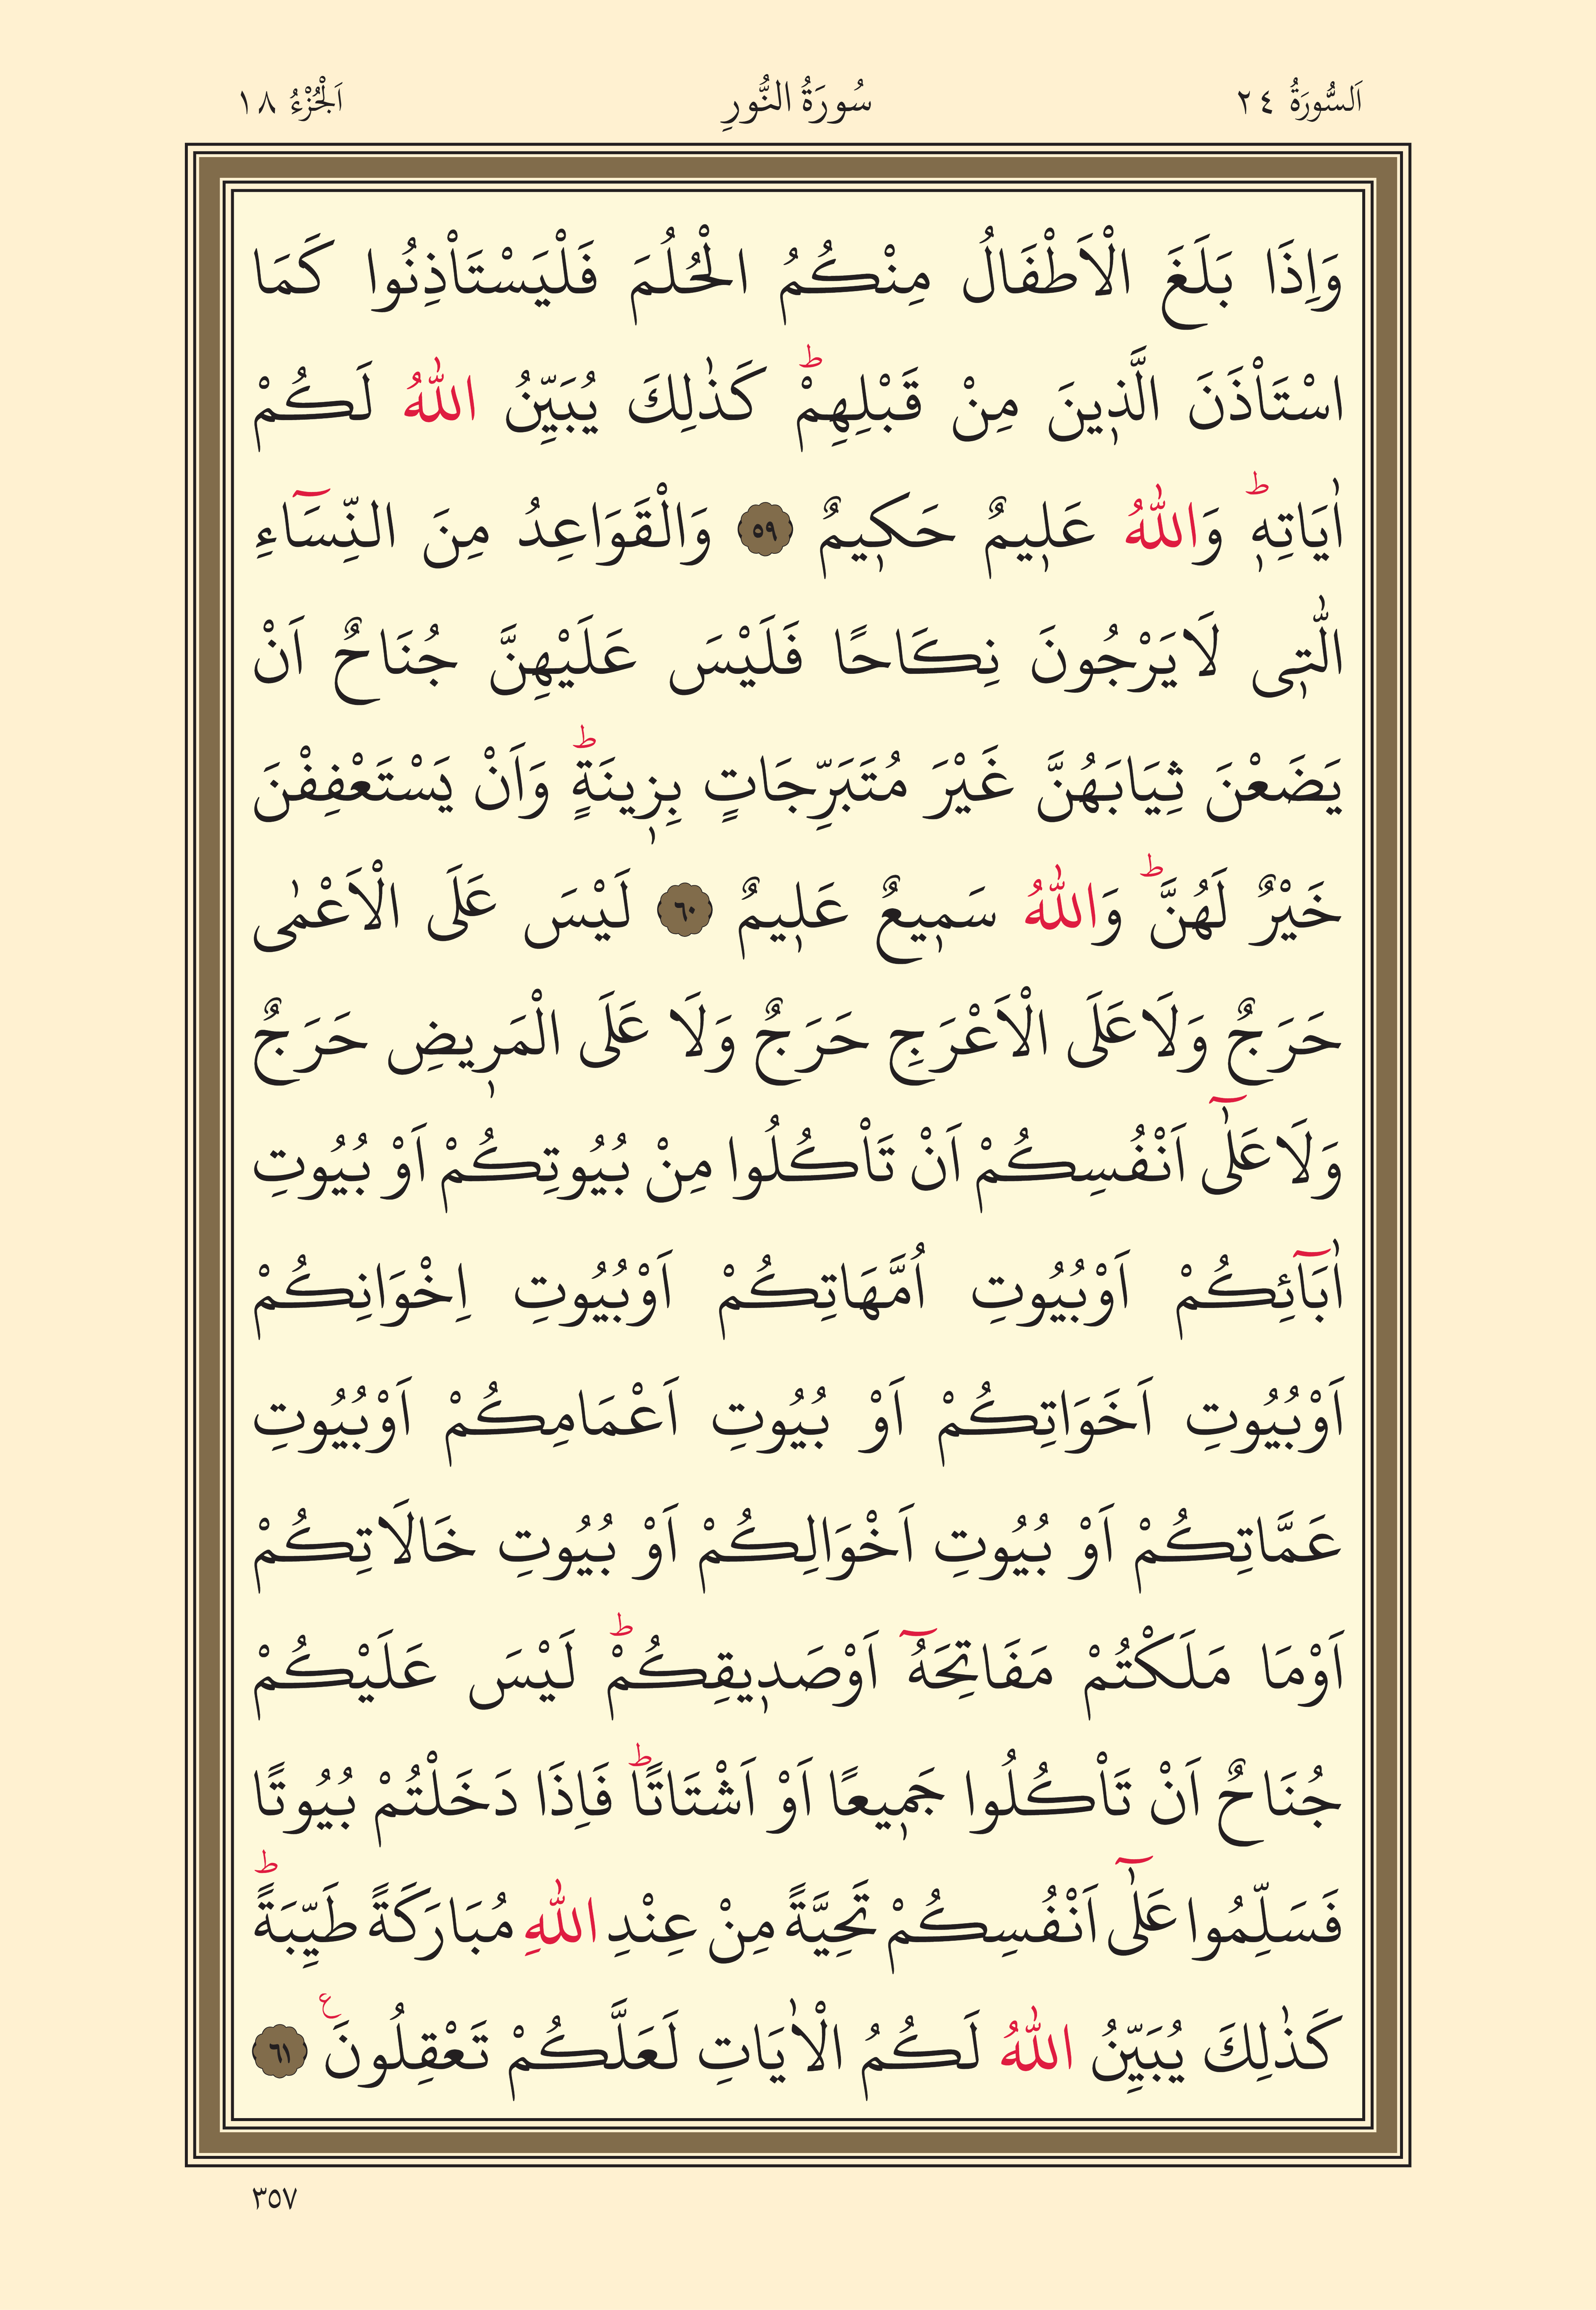 اَلسُّورَةُ ٢٤ سُورَةُ النُّورِ اَلْجُزْءُ ١٨
وَاِذَا بَلَغَ الْاَطْفَالُ مِنْكُمُ الْحُلُمَ فَلْيَسْتَاْذِنُوا كَمَا
اسْتَاْذَنَ الَّذ۪ينَ مِنْ قَبْلِهِمْۜ كَذٰلِكَ يُبَيِّنُ اللّٰهُ لَكُمْ
اٰيَاتِه۪ۜ وَاللّٰهُ عَل۪يمٌ حَك۪يمٌ ﴿٥٩﴾ وَالْقَوَاعِدُ مِنَ النِّسَٓاءِ
الّٰت۪ى لَا يَرْجُونَ نِكَاحًا فَلَيْسَ عَلَيْهِنَّ جُنَاحٌ اَنْ
يَضَعْنَ ثِيَابَهُنَّ غَيْرَ مُتَبَرِّجَاتٍ بِز۪ينَةٍۜ وَاَنْ يَسْتَعْفِفْنَ
خَيْرٌ لَهُنَّۜ وَاللّٰهُ سَم۪يعٌ عَل۪يمٌ ﴿٦٠﴾ لَيْسَ عَلَى الْاَعْمٰى
حَرَجٌ وَلَا عَلَى الْاَعْرَجِ حَرَجٌ وَلَا عَلَى الْمَر۪يضِ حَرَجٌ
وَلَا عَلٰٓى اَنْفُسِكُمْ اَنْ تَاْكُلُوا مِنْ بُيُوتِكُمْ اَوْ بُيُوتِ
اٰبَٓائِكُمْ اَوْ بُيُوتِ اُمَّهَاتِكُمْ اَوْ بُيُوتِ اِخْوَانِكُمْ
اَوْ بُيُوتِ اَخَوَاتِكُمْ اَوْ بُيُوتِ اَعْمَامِكُمْ اَوْ بُيُوتِ
عَمَّاتِكُمْ اَوْ بُيُوتِ اَخْوَالِكُمْ اَوْ بُيُوتِ خَالَاتِكُمْ
اَوْ مَا مَلَكْتُمْ مَفَاتِحَهُٓ اَوْ صَد۪يقِكُمْۜ لَيْسَ عَلَيْكُمْ
جُنَاحٌ اَنْ تَاْكُلُوا جَم۪يعًا اَوْ اَشْتَاتًاۜ فَاِذَا دَخَلْتُمْ بُيُوتًا
فَسَلِّمُوا عَلٰٓى اَنْفُسِكُمْ تَحِيَّةً مِنْ عِنْدِ اللّٰهِ مُبَارَكَةً طَيِّبَةًۜ
كَذٰلِكَ يُبَيِّنُ اللّٰهُ لَكُمُ الْاٰيَاتِ لَعَلَّكُمْ تَعْقِلُونَ ع ﴿٦١﴾
٣٥٧